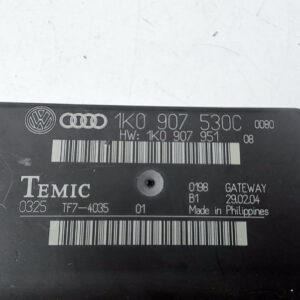 1K0 907 530C 0080
HW: 1K0 907 951 08
TEMIC 0198 GATEWAY
B1 29.02.04
0325 TF7-4035 01 Made in Philippines